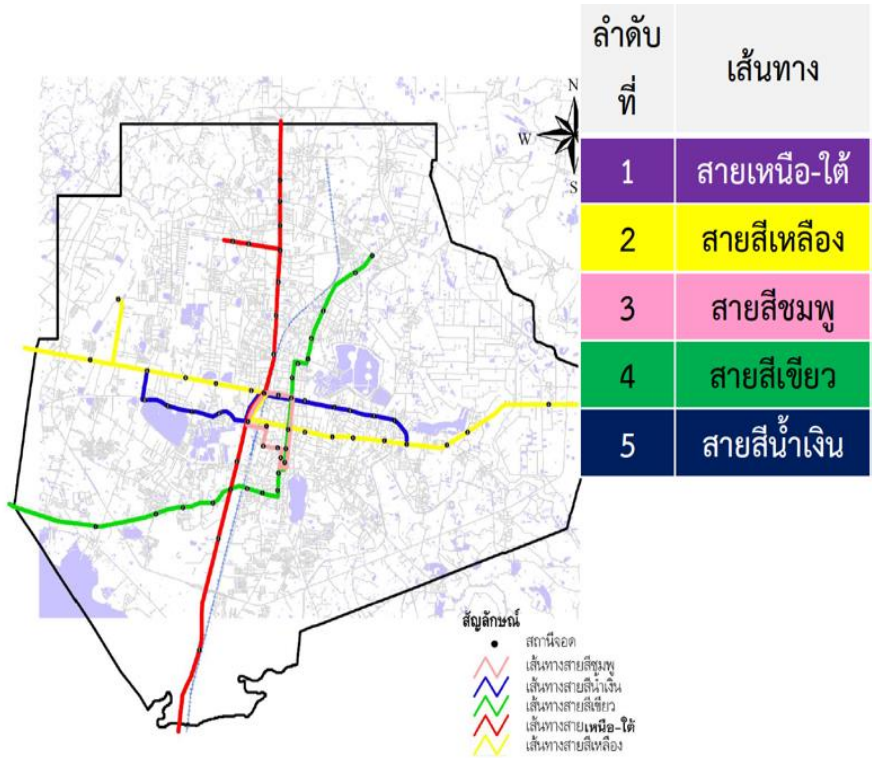 ลำดับ
ที่
เส้นทาง
1
สายเหนือ-ใต้
2
สายสีเหลือง
3
สายสีชมพู
4
สายสีเขียว
5
สายสีน้ำเงิน
N
W
S
สัญลักษณ์
สถานีจอด
เส้นทางสายสีชมพู
เส้นทางสายสีน้ำเงิน
เส้นทางสายสีเขียว
เส้นทางสายเหนือ-ใต้
เส้นทางสายสีเหลือง